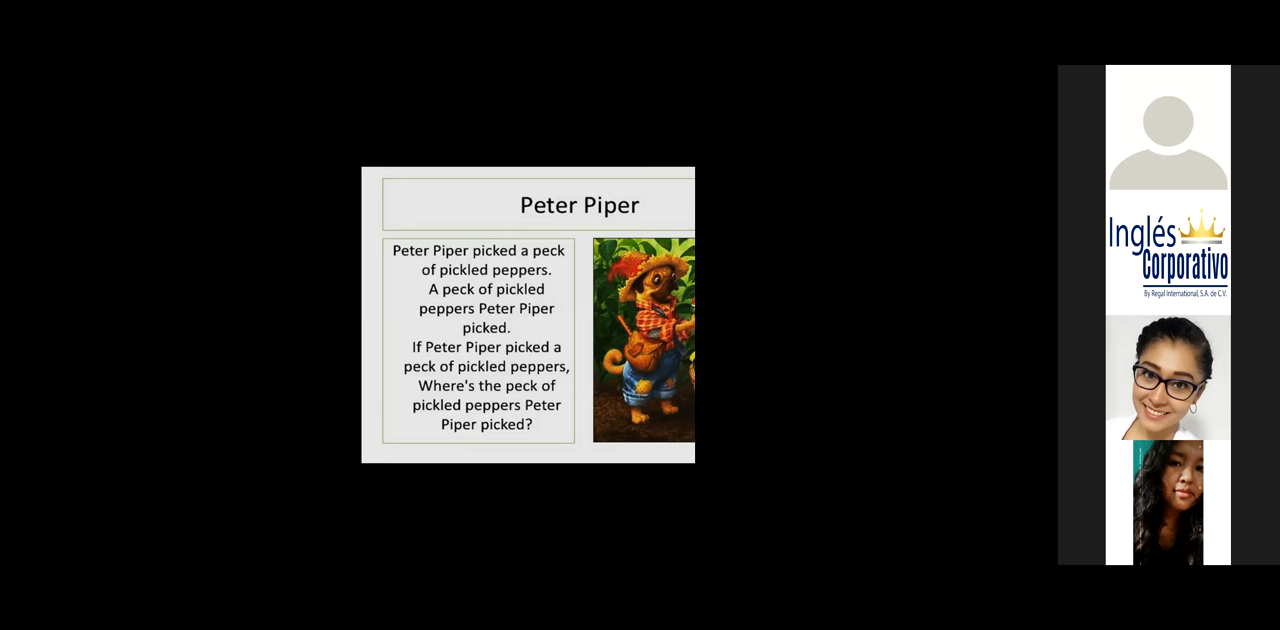 Peter Piper
Peter Piper picked a peck
of pickled peppers.
A peck of pickled
peppers Peter Piper
picked.
If Peter Piper picked a
peck of pickled peppers,
Where's the peck of
pickled peppers Peter
Piper picked?
Inglés
Corporativo
By Regal International, S.A. de C.V.